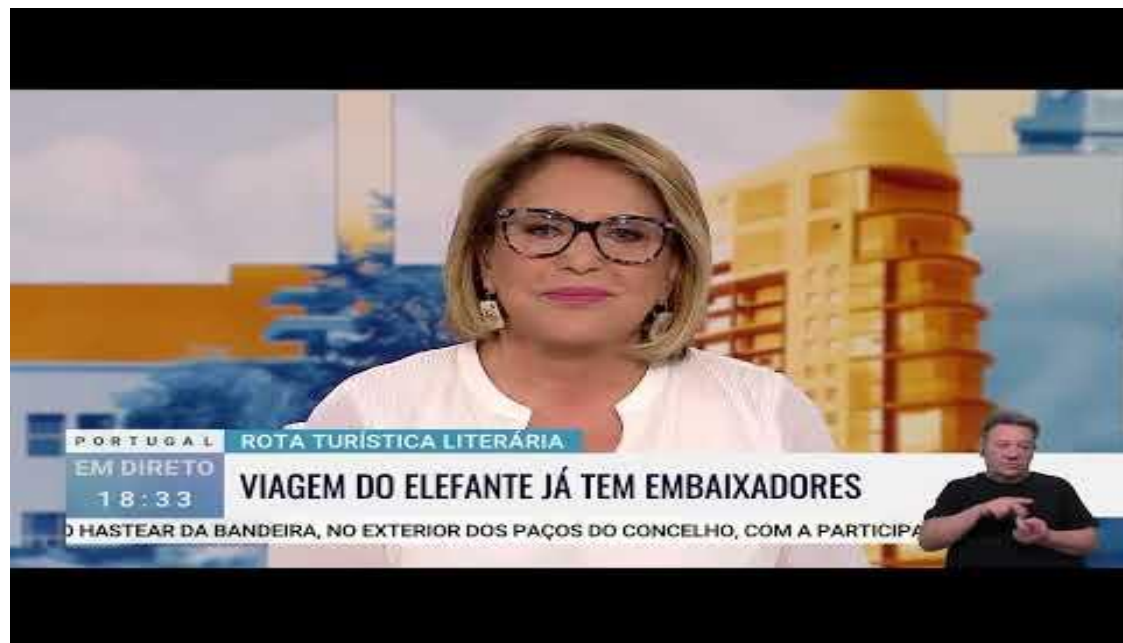 PORTUGAL
ROTA TURÍSTICA LITERÁRIA
EM DIRETO
18:33
VIAGEM DO ELEFANTE JÁ TEM EMBAIXADORES
O HASTEAR DA BANDEIRA, NO EXTERIOR DOS PAÇOS DO CONCELHO, COM A